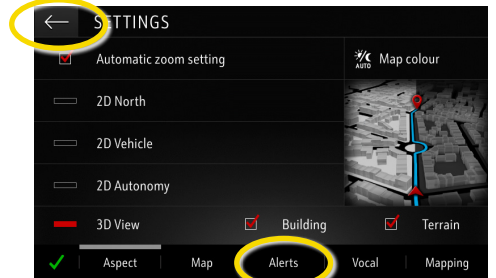 SETTINGS
Automatic zoom setting
AUTO Map colour
2D North
2D Vehicle
2D Autonomy
3D View Building Terrain
Aspect Map Alerts Vocal Mapping